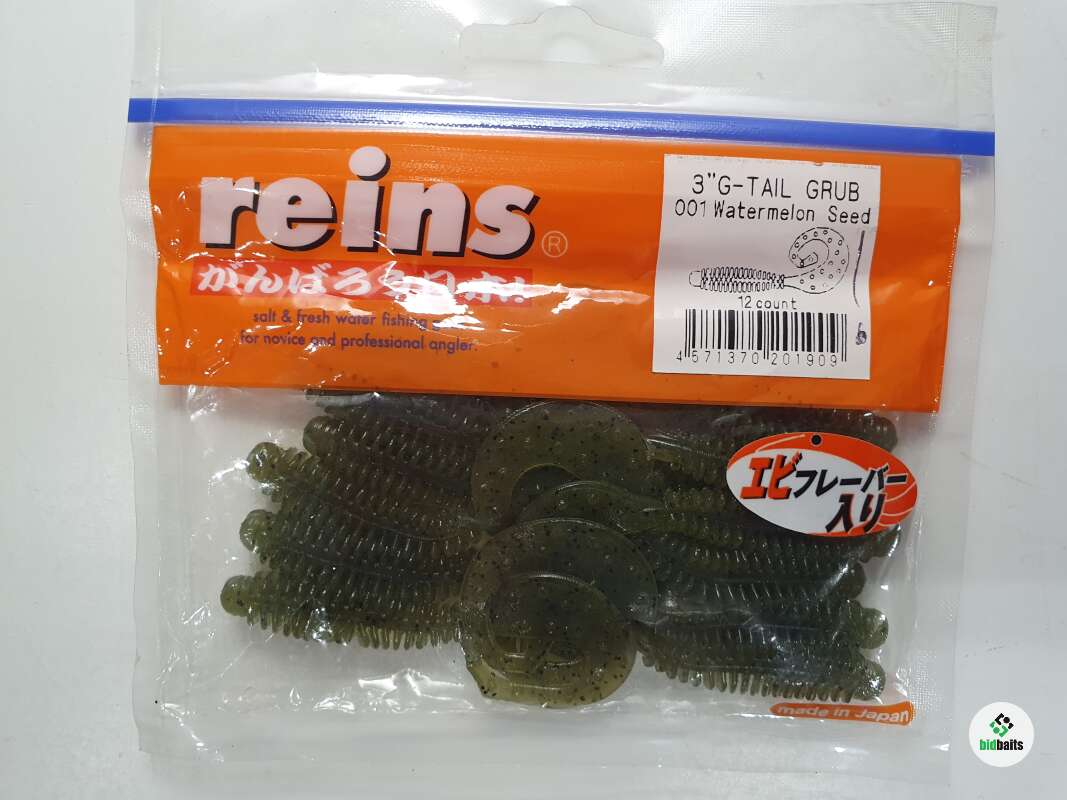 reins®
がんばろう日本!
salt & fresh water fishing
for novice and professional angler.
3"G-TAIL GRUB
001 Watermelon Seed
12 count
4 571370 201909
エビフレーバー
入り
made in Japan
bidbaits